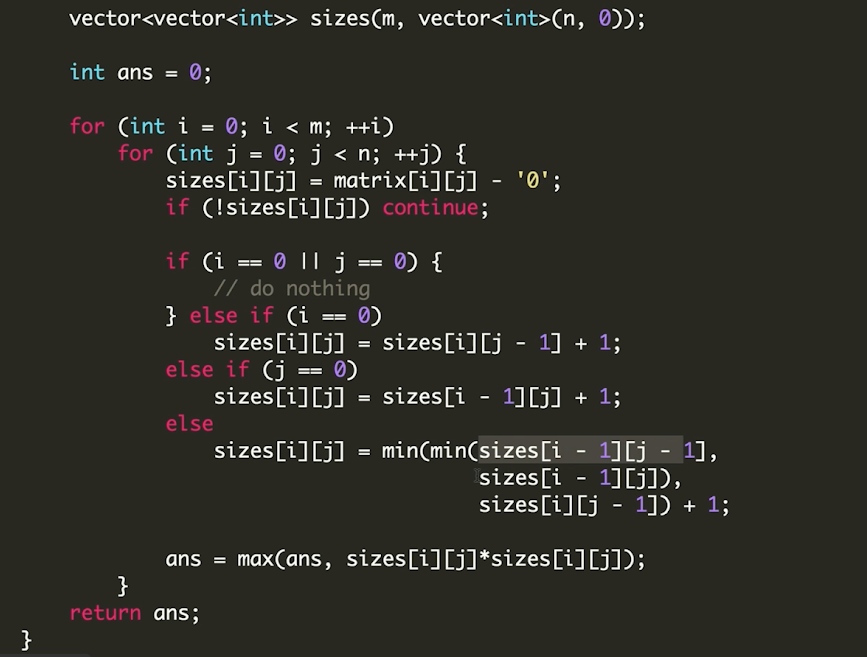 vector<vector<int>> sizes(m, vector<int>(n, 0));
int ans = 0;
for (int i = 0; i < m; ++i)
for (int j = 0; j < n; ++j) {
sizes[i][j] = matrix[i][j] - '0';
if (!sizes[i][j]) continue;
if (i == 0 || j == 0) {
// do nothing
} else if (i == 0)
sizes[i][j] = sizes[i][j - 1] + 1;
else if (j == 0)
sizes[i][j] = sizes[i - 1][j] + 1;
else
sizes[i][j] = min(min(sizes[i - 1][j - 1],
sizes[i - 1][j]),
sizes[i][j - 1]) + 1;
ans = max(ans, sizes[i][j]*sizes[i][j]);
}
return ans;
}